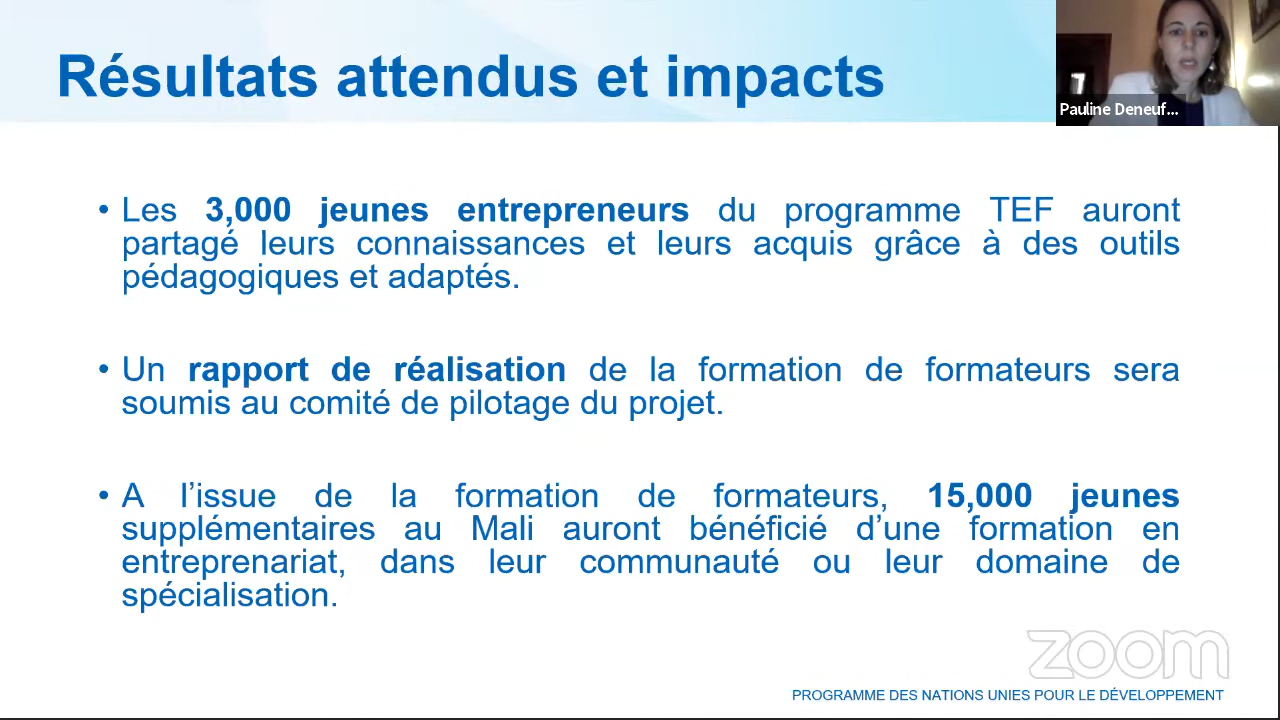 Résultats attendus et impacts
Pauline Deneuf...
• Les 3,000 jeunes entrepreneurs du programme TEF auront
partagé leurs connaissances et leurs acquis grâce à des outils
pédagogiques et adaptés.
• Un rapport de réalisation de la formation de formateurs sera
soumis au comité de pilotage du projet.
• A l’issue de la formation de formateurs, 15,000 jeunes
supplémentaires au Mali auront bénéficié d’une formation en
entreprenariat, dans leur communauté ou leur domaine de
spécialisation.
zoom
PROGRAMME DES NATIONS UNIES POUR LE DÉVELOPPEMENT